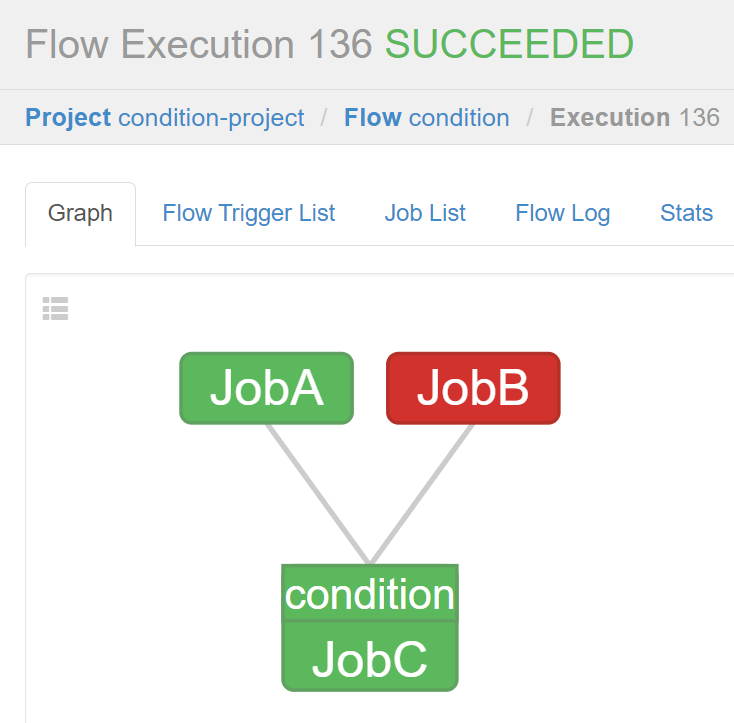 Flow Execution 136 SUCCEEDED
Project condition-project / Flow condition / Execution 136
Graph Flow Trigger List Job List Flow Log Stats
JobA JobB
condition
JobC